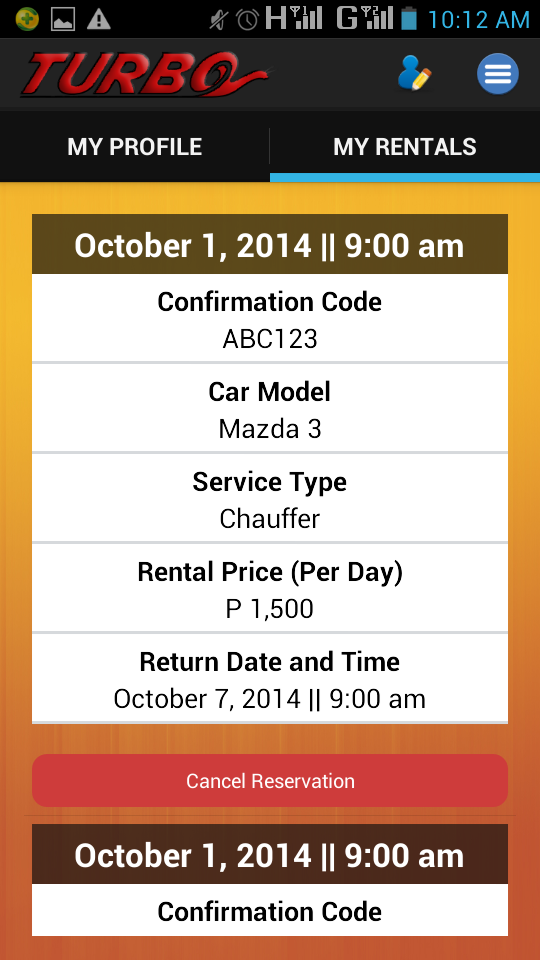 H G 10:12 AM
TURBO
MY PROFILE MY RENTALS
October 1, 2014 || 9:00 am
Confirmation Code
ABC123
Car Model
Mazda 3
Service Type
Chauffer
Rental Price (Per Day)
P 1,500
Return Date and Time
October 7, 2014 || 9:00 am
Cancel Reservation
October 1, 2014 || 9:00 am
Confirmation Code